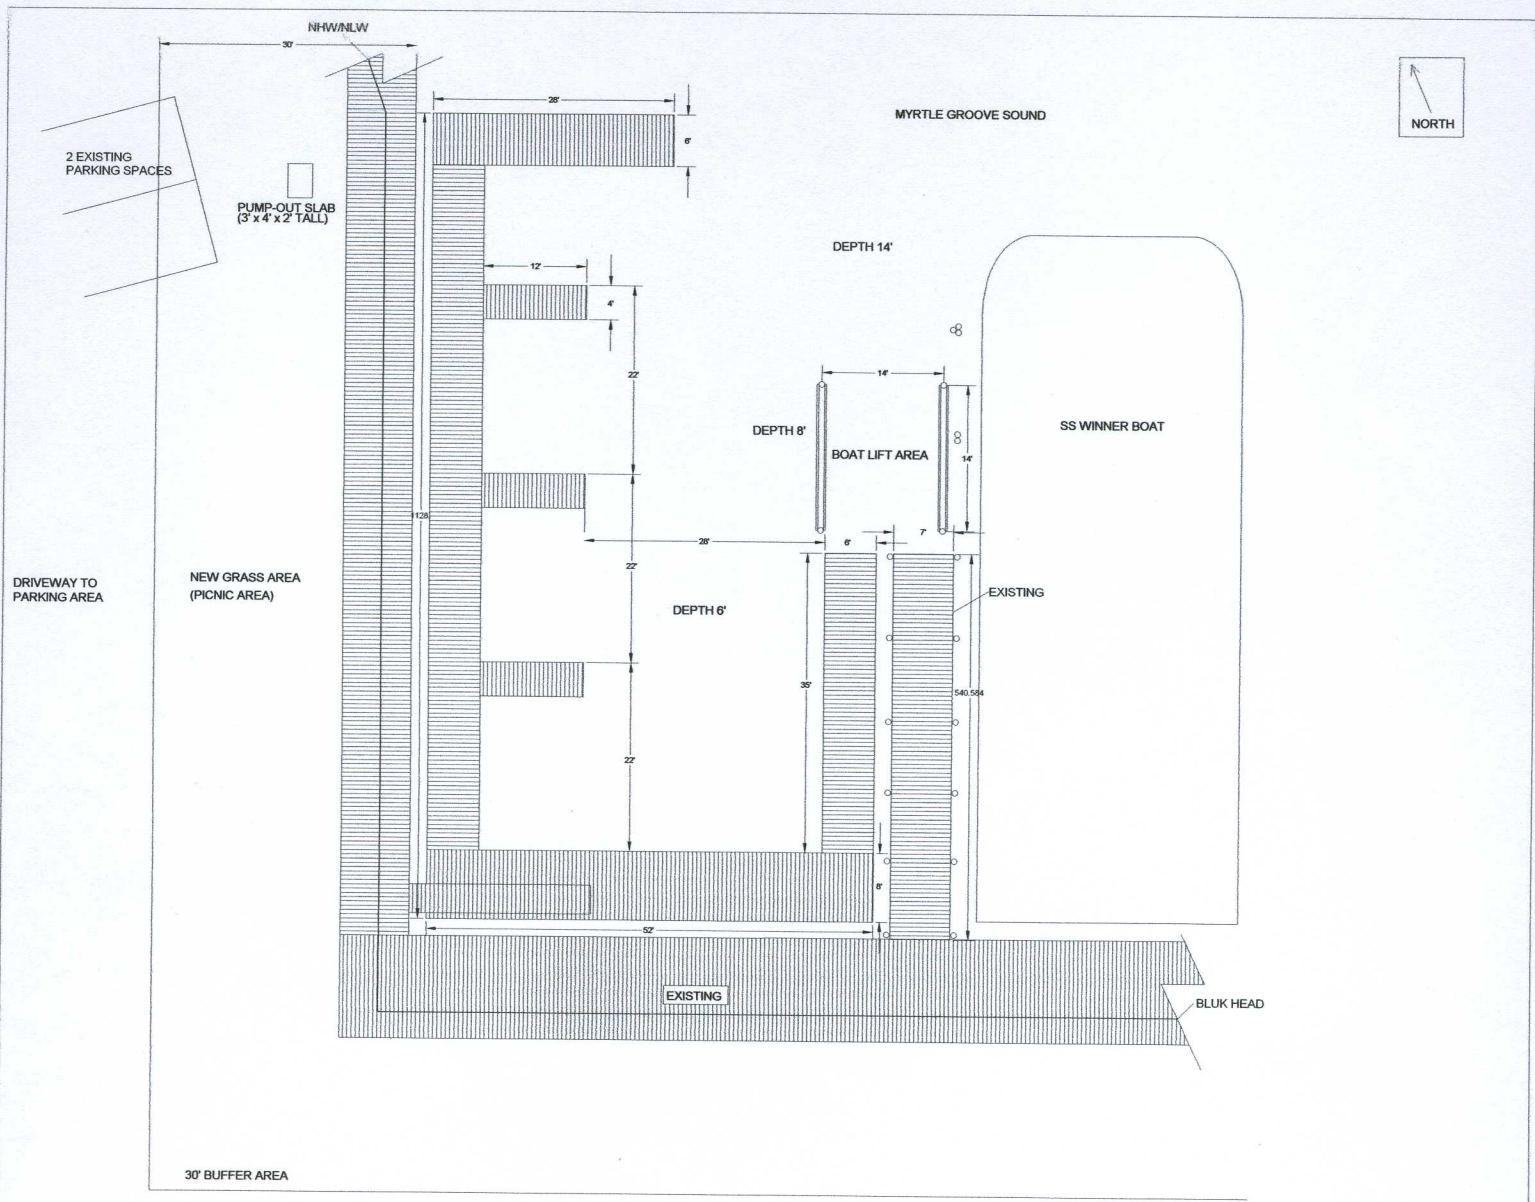 NHW/NLW
30'
28'
6'
MYRTLE GROOVE SOUND
NORTH
2 EXISTING
PARKING SPACES
PUMP-OUT SLAB
(3' x 4' x 2' TALL)
DEPTH 14'
12'
4'
22'
14'
DEPTH 8'
BOAT LIFT AREA
14'
SS WINNER BOAT
1128
28'
6'
7'
22'
DRIVEWAY TO
PARKING AREA
NEW GRASS AREA
(PICNIC AREA)
DEPTH 6'
EXISTING
35'
540.584
22'
8'
52'
EXISTING
BLUK HEAD
30' BUFFER AREA